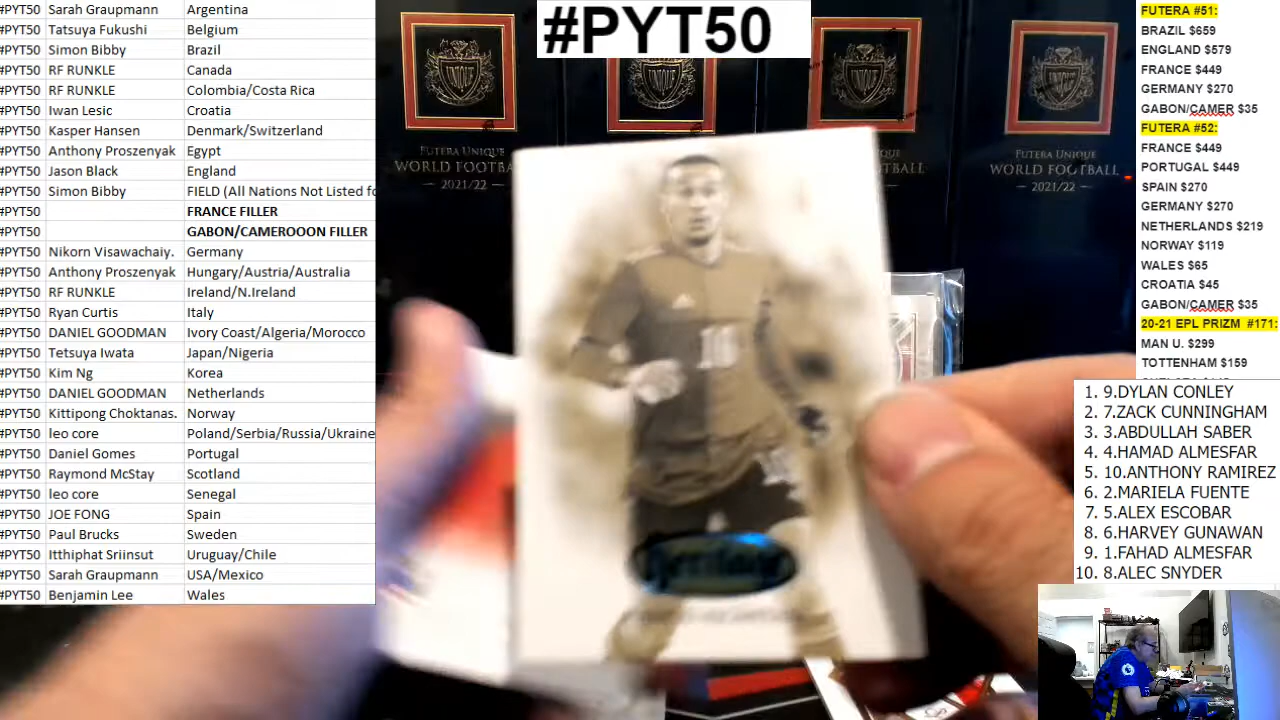 #PYT50 Sarah Graupmann Argentina
#PYT50 Tatsuya Fukushi Belgium
#PYT50 Simon Bibby Brazil
#PYT50 RF RUNKLE Canada
#PYT50 RF RUNKLE Colombia/Costa Rica
#PYT50 Iwan Lesic Croatia
#PYT50 Kasper Hansen Denmark/Switzerland
#PYT50 Anthony Proszenyak Egypt
#PYT50 Jason Black England
#PYT50 Simon Bibby FIELD (All Nations Not Listed fo
#PYT50 FRANCE FILLER
#PYT50 GABON/CAMEROOON FILLER
#PYT50 Nikorn Visawachaiy. Germany
#PYT50 Anthony Proszenyak Hungary/Austria/Australia
#PYT50 RF RUNKLE Ireland/N.Ireland
#PYT50 Ryan Curtis Italy
#PYT50 DANIEL GOODMAN Ivory Coast/Algeria/Morocco
#PYT50 Tetsuya Iwata Japan/Nigeria
#PYT50 Kim Ng Korea
#PYT50 DANIEL GOODMAN Netherlands
#PYT50 Kittipong Choktanas. Norway
#PYT50 leo core Poland/Serbia/Russia/Ukraine
#PYT50 Daniel Gomes Portugal
#PYT50 Raymond McStay Scotland
#PYT50 leo core Senegal
#PYT50 JOE FONG Spain
#PYT50 Paul Brucks Sweden
#PYT50 Itthiphat Sriinsut Uruguay/Chile
#PYT50 Sarah Graupmann USA/Mexico
#PYT50 Benjamin Lee Wales
#PYT50
UNIQUE
UNIQUE
UNIQUE
UNIQUE
FUTERA UNIQUE
WORLD FOOTBA
2021/22
FUTERA UNIQUE
WORLD FOOTBALL
2021/22
10
FUTERA #51:
BRAZIL $659
ENGLAND $579
FRANCE $449
GERMANY $270
GABON/CAMER $35
FUTERA #52:
FRANCE $449
PORTUGAL $449
SPAIN $270
GERMANY $270
NETHERLANDS $219
NORWAY $119
WALES $65
CROATIA $45
GABON/CAMER $35
20-21 EPL PRIZM #171:
MAN U. $299
TOTTENHAM $159
1. 9.DYLAN CONLEY
2. 7.ZACK CUNNINGHAM
3. 3.ABDULLAH SABER
4. 4.HAMAD ALMESFAR
5. 10.ANTHONY RAMIREZ
6. 2.MARIELA FUENTE
7. 5.ALEX ESCOBAR
8. 6.HARVEY GUNAWAN
9. 1.FAHAD ALMESFAR
10. 8.ALEC SNYDER